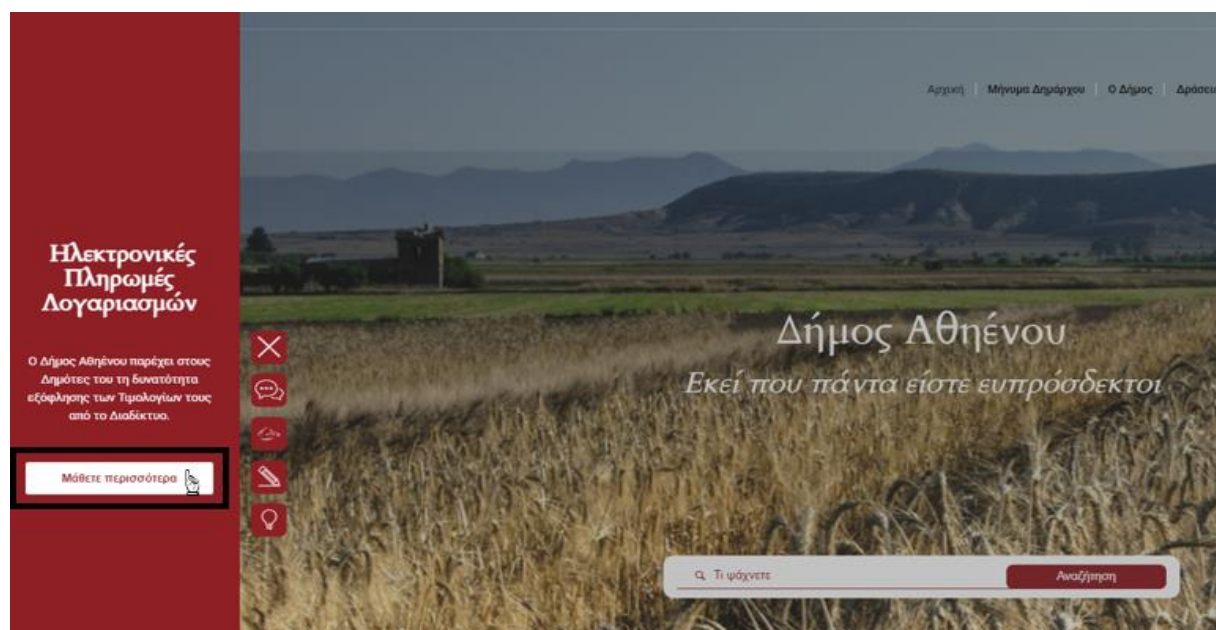 Αρχική | Μήνυμα Δημάρχου | Ο Δήμος |
Ηλεκτρονικές
Πληρωμές
Λογαριασμών
Ο Δήμος Αθηένου παρέχει στους
Δημότες του τη δυνατότητα
εξόφλησης των Τιμολογίων τους
από το Διαδίκτυο.
Μάθετε περισσότερα
Δήμος Αθηένου
Εκεί που πάντα είστε ευπρόσδεκτοι
Τι ψάχνετε
Αναζήτηση